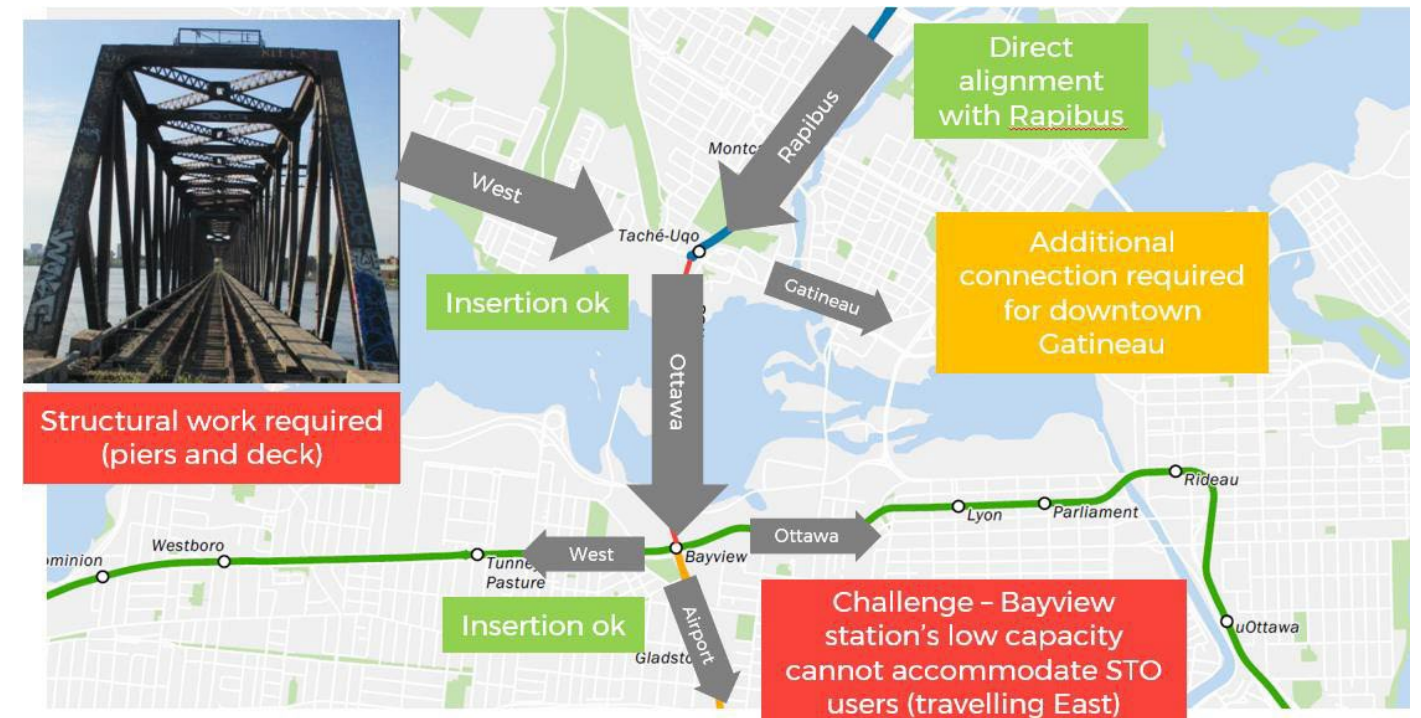 Direct
alignment
with Rapibus
Rapibus
West
Taché-Uqo
Gatineau
Insertion ok
Additional
connection required
for downtown
Gatineau
Ottawa
Structural work required
(piers and deck)
Rideau
Lyon
Parliament
Ottawa
Westboro
West
Bayview
Pasture
Insertion ok
Airport
Challenge – Bayview
station's low capacity
cannot accommodate STO
users (travelling East)
uOttawa